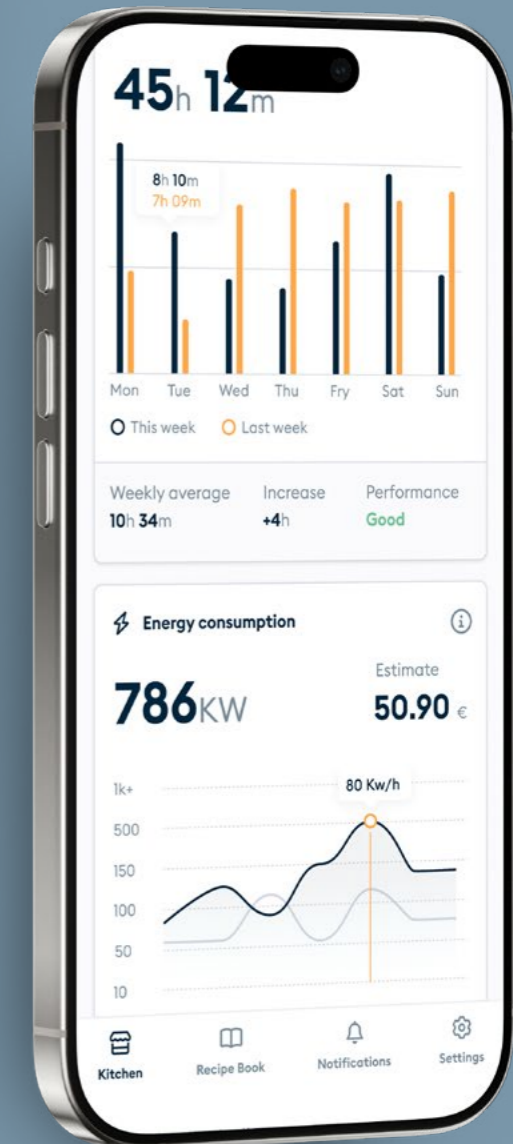 45h 12m
8h 10m
7h 09m
Mon Tue Wed Thu Fry Sat Sun
This week Last week
Weekly average Increase Performance
10h 34m +4h Good
Energy consumption
Estimate
786KW 50.90 €
80 Kw/h
1k+
500
150
100
50
10
Kitchen Recipe Book Notifications Settings